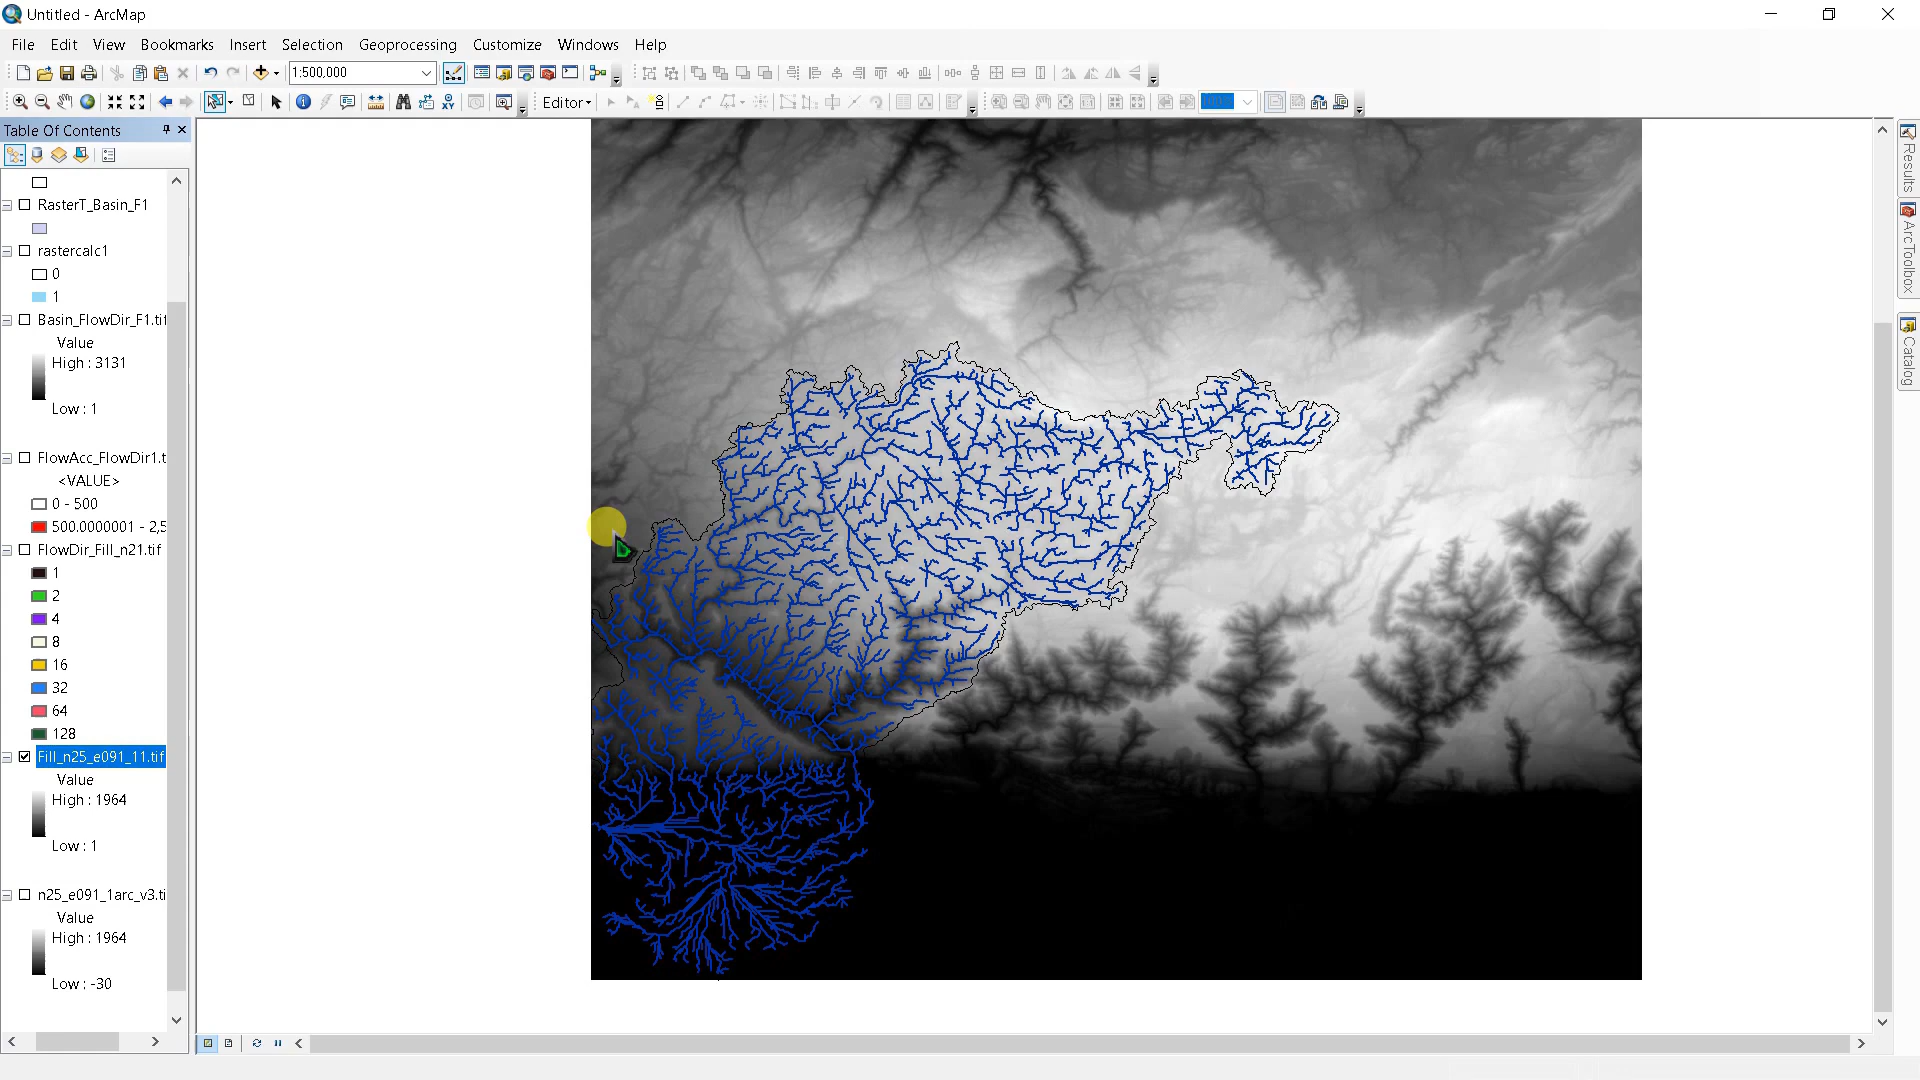 Untitled - ArcMap
File Edit View Bookmarks Insert Selection Geoprocessing Customize Windows Help
1:500,000
Editor
100%
Table Of Contents
RasterT_Basin_F1
rastercalc1
0
1
Basin_FlowDir_F1.tif
Value
High : 3131
Low : 1
FlowAcc_FlowDir1.t
<VALUE>
0 - 500
500.0000001 - 2,5
FlowDir_Fill_n21.tif
1
2
4
8
16
32
64
128
Fill_n25_e091_11.tif
Value
High : 1964
Low : 1
n25_e091_1arc_v3.ti
Value
High : 1964
Low : -30
Results
ArcToolbox
Catalog